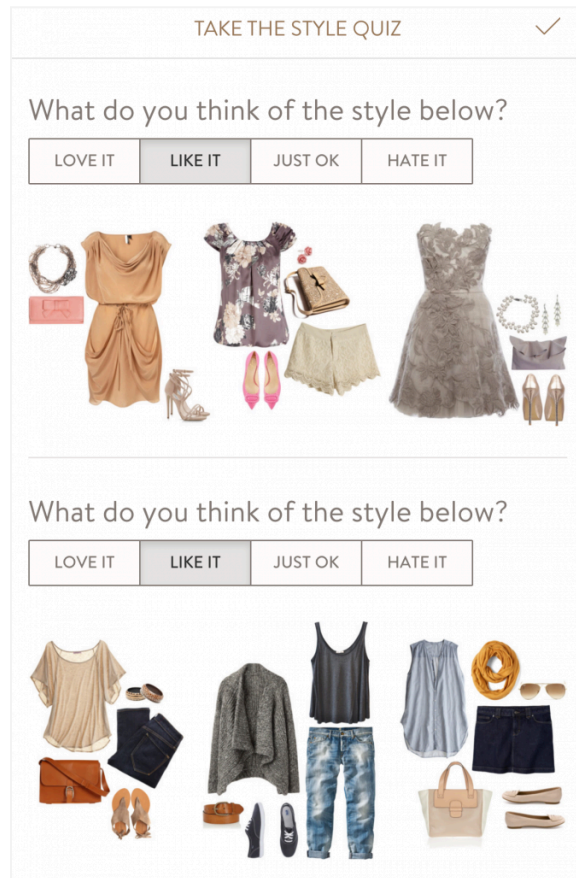 TAKE THE STYLE QUIZ
What do you think of the style below?
LOVE IT LIKE IT JUST OK HATE IT
What do you think of the style below?
LOVE IT LIKE IT JUST OK HATE IT